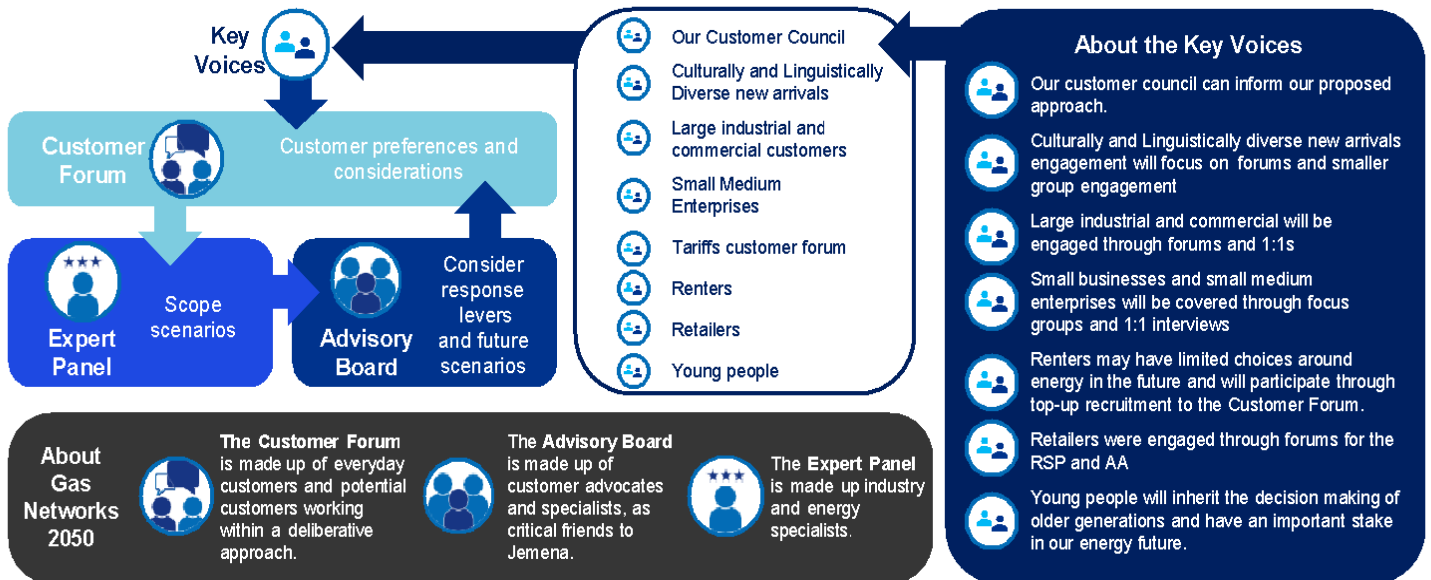 Key
Voices
Customer
Forum
Customer preferences and
considerations
Expert
Panel
Scope
scenarios
Advisory
Board
Consider
response
levers
and future
scenarios
Our Customer Council
Culturally and Linguistically
Diverse new arrivals
Large industrial and
commercial customers
Small Medium
Enterprises
Tariffs customer forum
Renters
Retailers
Young people
About the Key Voices
Our customer council can inform our proposed
approach.
Culturally and Linguistically diverse new arrivals
engagement will focus on forums and smaller
group engagement
Large industrial and commercial will be
engaged through forums and 1:1s
Small businesses and small medium
enterprises will be covered through focus
groups and 1:1 interviews
Renters may have limited choices around
energy in the future and will participate through
top-up recruitment to the Customer Forum.
Retailers were engaged through forums for the
RSP and AA
Young people will inherit the decision making of
older generations and have an important stake
in our energy future.
About
Gas
Networks
2050
The Customer Forum
is made up of everyday
customers and potential
customers working
within a deliberative
approach.
The Advisory Board
is made up of
customer advocates
and specialists, as
critical friends to
Jemena.
The Expert Panel
is made up industry
and energy
specialists.